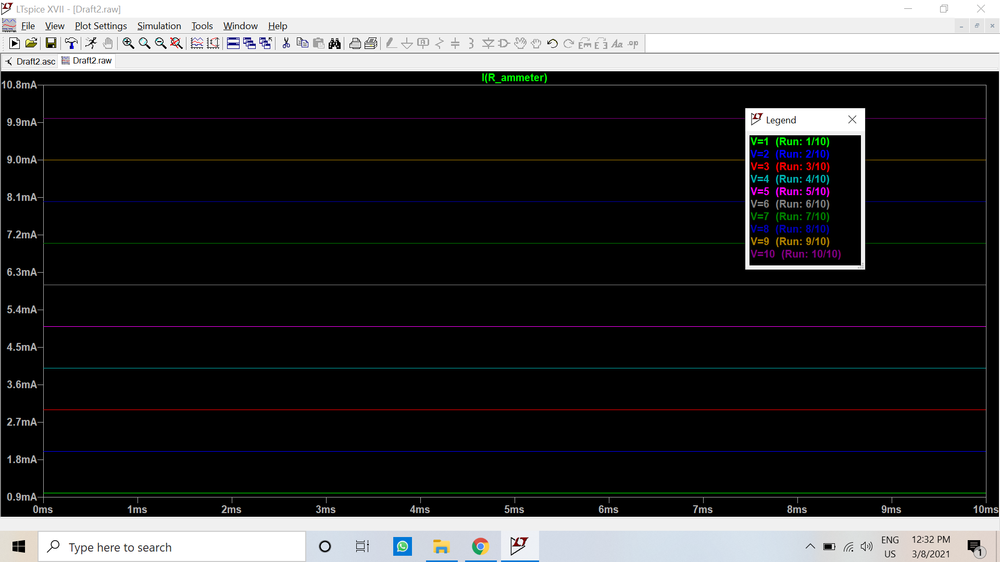 LTspice XVII - [Draft2.raw]
File View Plot Settings Simulation Tools Window Help
Draft2.asc Draft2.raw
I(R_ammeter)
10.8mA
9.9mA
9.0mA
8.1mA
7.2mA
6.3mA
5.4mA
4.5mA
3.6mA
2.7mA
1.8mA
0.9mA
0ms 1ms 2ms 3ms 4ms 5ms 6ms 7ms 8ms 9ms 10ms
Legend
V=1 (Run: 1/10)
V=2 (Run: 2/10)
V=3 (Run: 3/10)
V=4 (Run: 4/10)
V=5 (Run: 5/10)
V=6 (Run: 6/10)
V=7 (Run: 7/10)
V=8 (Run: 8/10)
V=9 (Run: 9/10)
V=10 (Run: 10/10)
Type here to search
ENG
US
12:32 PM
3/8/2021
1